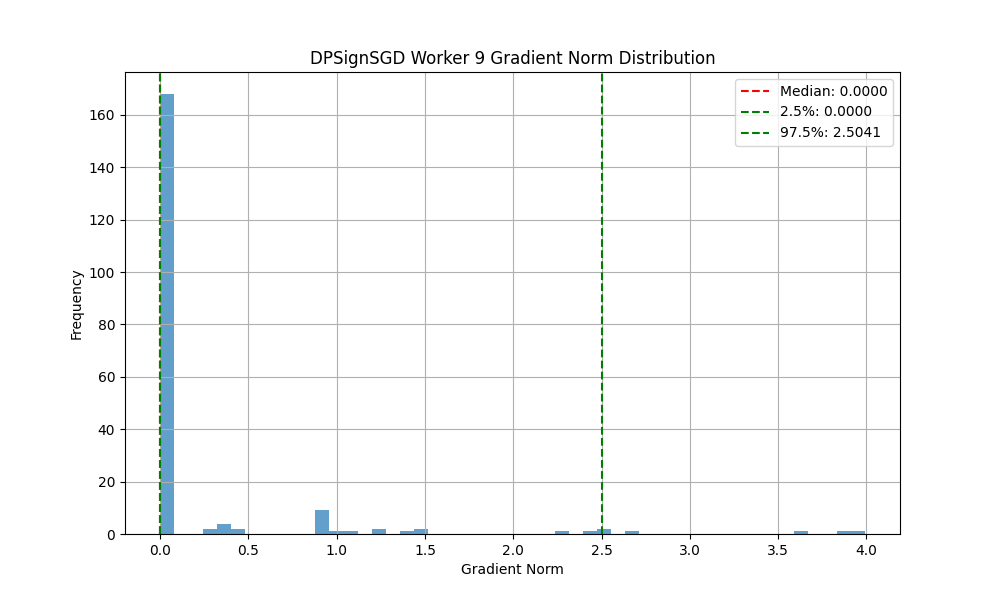 DPSignSGD Worker 9 Gradient Norm Distribution
Median: 0.0000
2.5%: 0.0000
97.5%: 2.5041
Frequency
160
140
120
100
80
60
40
20
0
0.0 0.5 1.0 1.5 2.0 2.5 3.0 3.5 4.0
Gradient Norm